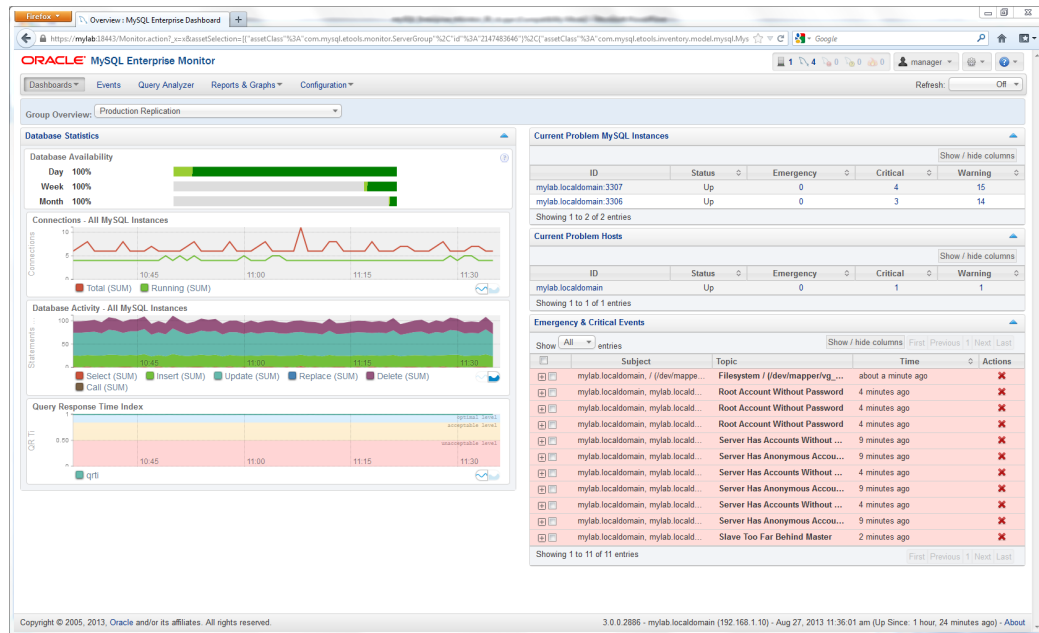 Firefox
Overview : MySQL Enterprise Dashboard
https://mylab:18443/Monitor.action?_x=x&assetSelection=[{"assetClass"%3A"com.mysql.etools.monitor.ServerGroup"%2C"id"%3A"2147483646"}%2C{"assetClass"%3A"com.mysql.etools.inventory.model.mysql.Mys
Google
ORACLE MySQL Enterprise Monitor
1 4 0 0 0 manager
Dashboards Events Query Analyzer Reports & Graphs Configuration Refresh: Off
Group Overview: Production Replication
Database Statistics
Database Availability
Day 100%
Week 100%
Month 100%
Connections - All MySQL Instances
Connections
10
5
0
10:45 11:00 11:15 11:30
Total (SUM) Running (SUM)
Database Activity - All MySQL Instances
Statements
100
50
10:45 11:00 11:15 11:30
Select (SUM) Insert (SUM) Update (SUM) Replace (SUM) Delete (SUM)
Call (SUM)
Query Response Time Index
QR Ti
1
0.50
optimal level
acceptable level
unacceptable level
10:45 11:00 11:15 11:30
qrti
Current Problem MySQL Instances
Show / hide columns
ID Status Emergency Critical Warning
mylab.localdomain:3307 Up 0 4 15
mylab.localdomain:3306 Up 0 3 14
Showing 1 to 2 of 2 entries
Current Problem Hosts
Show / hide columns
ID Status Emergency Critical Warning
mylab.localdomain Up 0 1 1
Showing 1 to 1 of 1 entries
Emergency & Critical Events
Show All entries Show / hide columns First Previous 1 Next Last
Subject Topic Time Actions
mylab.localdomain, / (/dev/mappe... Filesystem / (/dev/mapper/vg_... about a minute ago
mylab.localdomain, mylab.locald... Root Account Without Password 4 minutes ago
mylab.localdomain, mylab.locald... Root Account Without Password 4 minutes ago
mylab.localdomain, mylab.locald... Root Account Without Password 4 minutes ago
mylab.localdomain, mylab.locald... Server Has Accounts Without ... 9 minutes ago
mylab.localdomain, mylab.locald... Server Has Anonymous Accou... 9 minutes ago
mylab.localdomain, mylab.locald... Server Has Accounts Without ... 4 minutes ago
mylab.localdomain, mylab.locald... Server Has Anonymous Accou... 9 minutes ago
mylab.localdomain, mylab.locald... Server Has Accounts Without ... 4 minutes ago
mylab.localdomain, mylab.locald... Server Has Anonymous Accou... 9 minutes ago
mylab.localdomain, mylab.locald... Slave Too Far Behind Master 2 minutes ago
Showing 1 to 11 of 11 entries First Previous 1 Next Last
Copyright © 2005, 2013, Oracle and/or its affiliates. All rights reserved.
3.0.0.2886 - mylab.localdomain (192.168.1.10) - Aug 27, 2013 11:36:01 am (Up Since: 1 hour, 24 minutes ago) - About